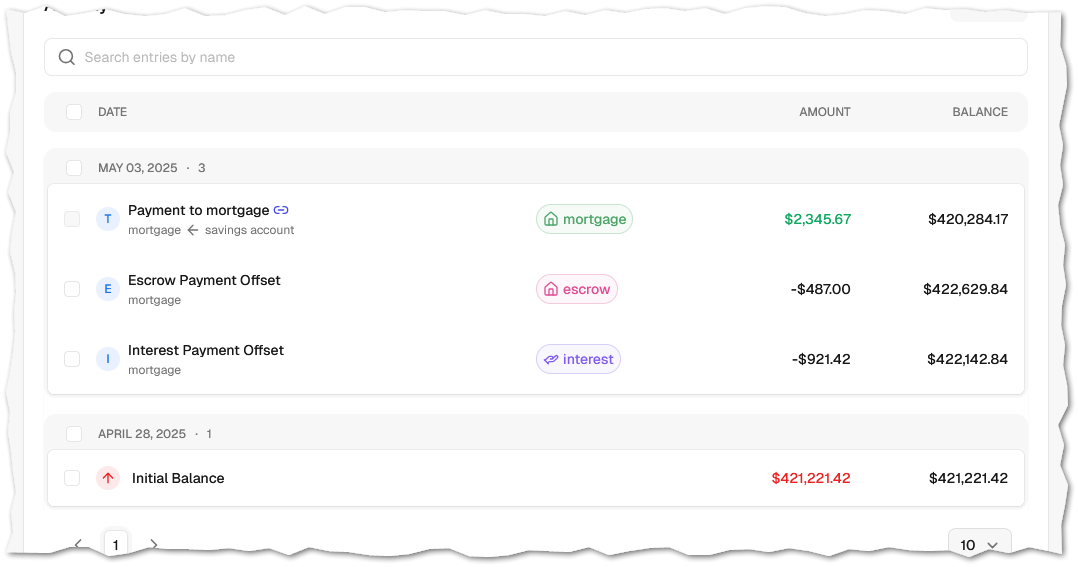 Search entries by name
DATE AMOUNT BALANCE
MAY 03, 2025 · 3
T Payment to mortgage mortgage $2,345.67 $420,284.17
mortgage ← savings account
E Escrow Payment Offset escrow -$487.00 $422,629.84
mortgage
I Interest Payment Offset interest -$921.42 $422,142.84
mortgage
APRIL 28, 2025 · 1
Initial Balance $421,221.42 $421,221.42
1 10